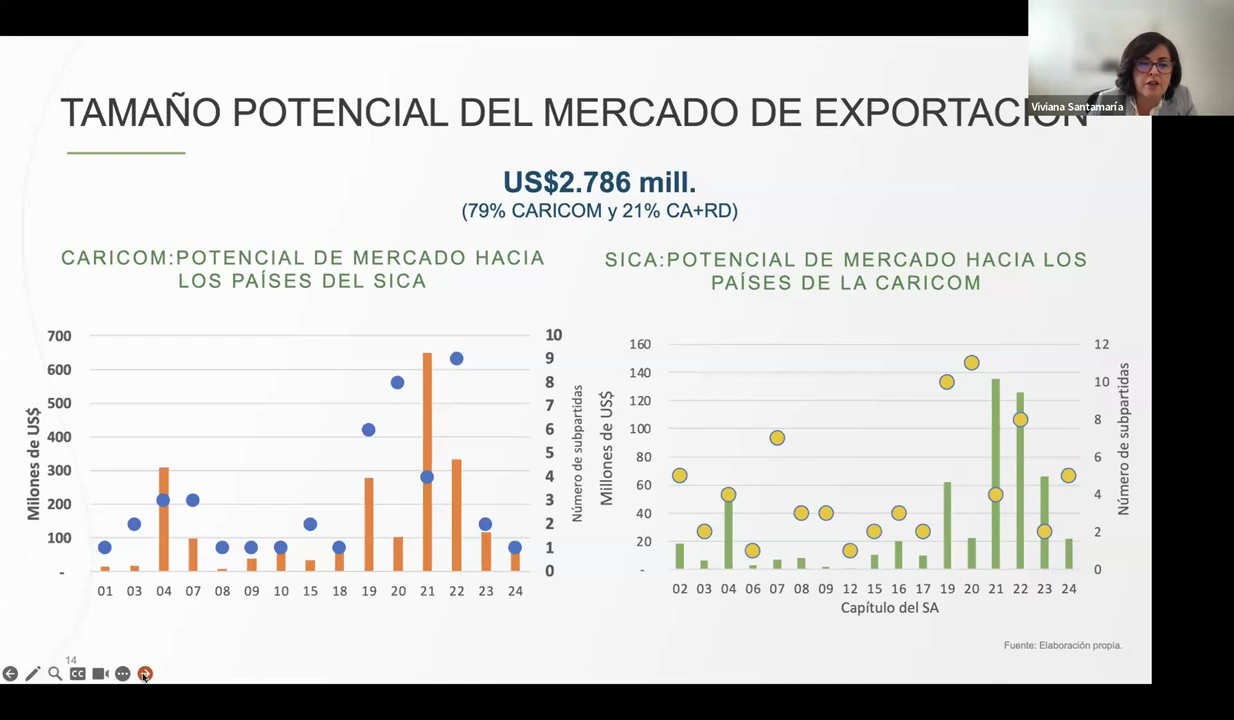 Viviana Santamaría
TAMAÑO POTENCIAL DEL MERCADO DE EXPORTACIÓN
US$2.786 mill.
(79% CARICOM y 21% CA+RD)
CARICOM:POTENCIAL DE MERCADO HACIA
LOS PAÍSES DEL SICA
700
600
500
400
300
200
100
-
Milones de US$
10
9
8
7
6
5
4
3
2
1
0
Número de subpartidas
01 03 04 07 08 09 10 15 18 19 20 21 22 23 24
SICA:POTENCIAL DE MERCADO HACIA LOS
PAÍSES DE LA CARICOM
160
140
120
100
80
60
40
20
-
Millones de US$
12
10
8
6
4
2
0
Número de subpartidas
02 03 04 06 07 08 09 12 15 16 17 19 20 21 22 23 24
Capítulo del SA
Fuente: Elaboración propia.
14
CC